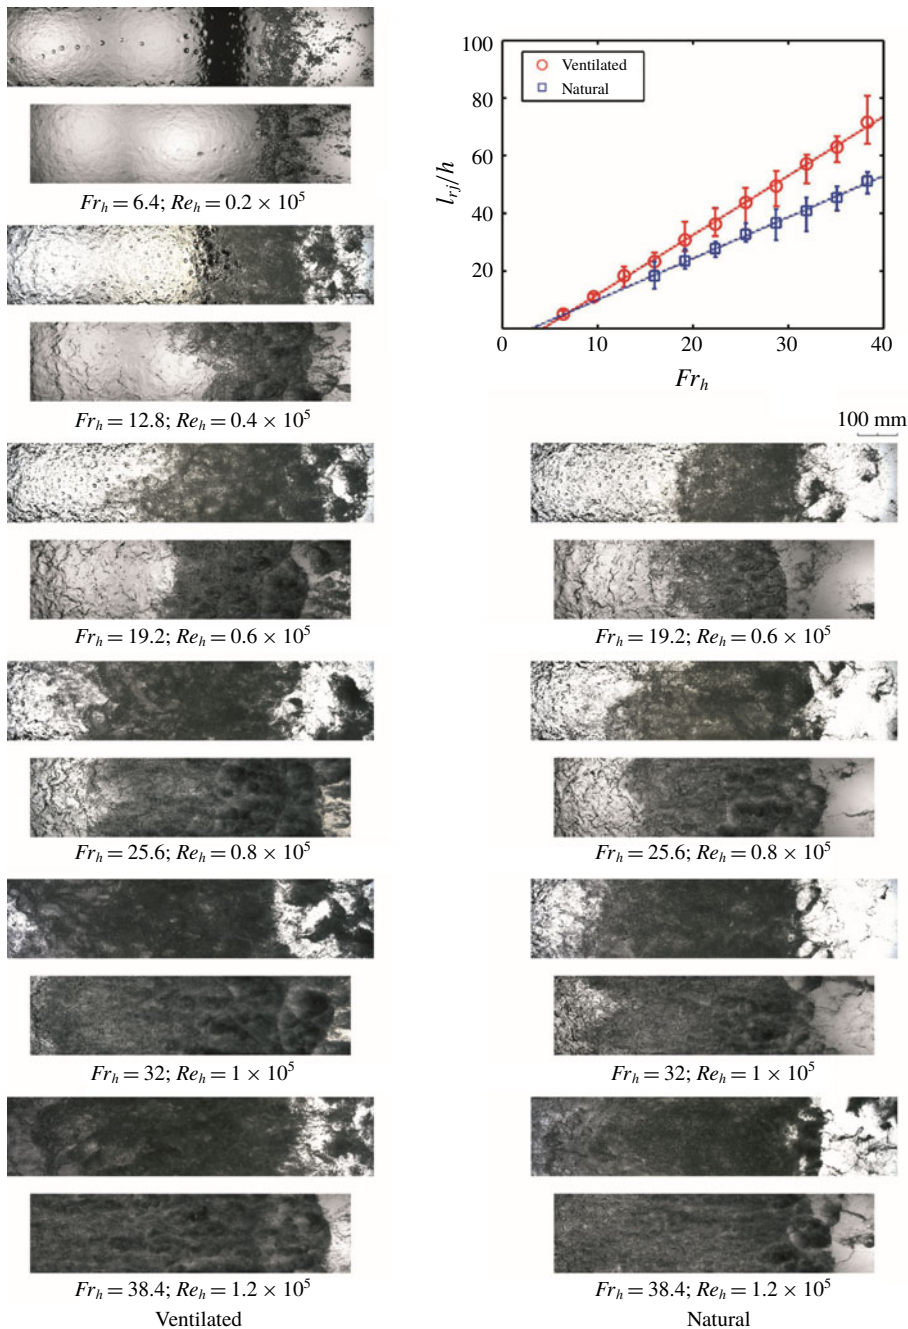 100
80
60
40
20
0
10
20
30
40
l_rj/h
Fr_h
Ventilated
Natural
Fr_h = 6.4; Re_h = 0.2 × 10^5
Fr_h = 12.8; Re_h = 0.4 × 10^5
100 mm
Fr_h = 19.2; Re_h = 0.6 × 10^5
Fr_h = 19.2; Re_h = 0.6 × 10^5
Fr_h = 25.6; Re_h = 0.8 × 10^5
Fr_h = 25.6; Re_h = 0.8 × 10^5
Fr_h = 32; Re_h = 1 × 10^5
Fr_h = 32; Re_h = 1 × 10^5
Fr_h = 38.4; Re_h = 1.2 × 10^5
Fr_h = 38.4; Re_h = 1.2 × 10^5
Ventilated
Natural